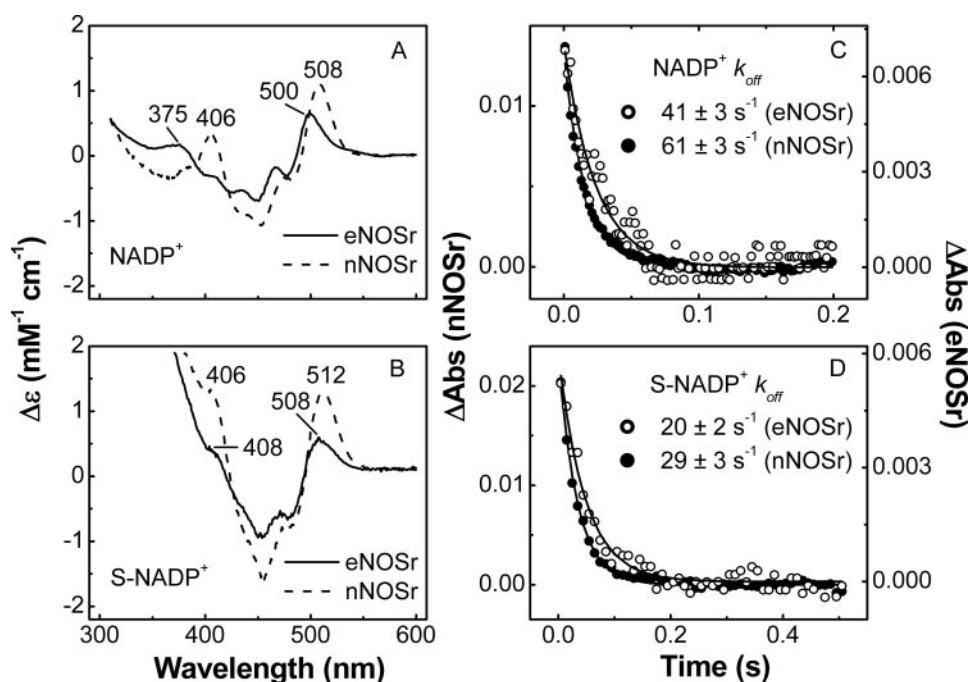 A
2
1
0
-1
-2
375
406
500
508
NADP⁺
eNOSr
nNOSr
B
2
1
0
-1
-2
406
408
508
512
S-NADP⁺
eNOSr
nNOSr
300 400 500 600
Wavelength (nm)
Δε (mM⁻¹ cm⁻¹)
C
NADP⁺ k_off
41 ± 3 s⁻¹ (eNOSr)
61 ± 3 s⁻¹ (nNOSr)
0.01
0.00
0.006
0.003
0.000
0.0 0.1 0.2
D
S-NADP⁺ k_off
20 ± 2 s⁻¹ (eNOSr)
29 ± 3 s⁻¹ (nNOSr)
0.02
0.01
0.00
0.006
0.003
0.000
0.0 0.2 0.4
Time (s)
ΔAbs (nNOSr)
ΔAbs (eNOSr)